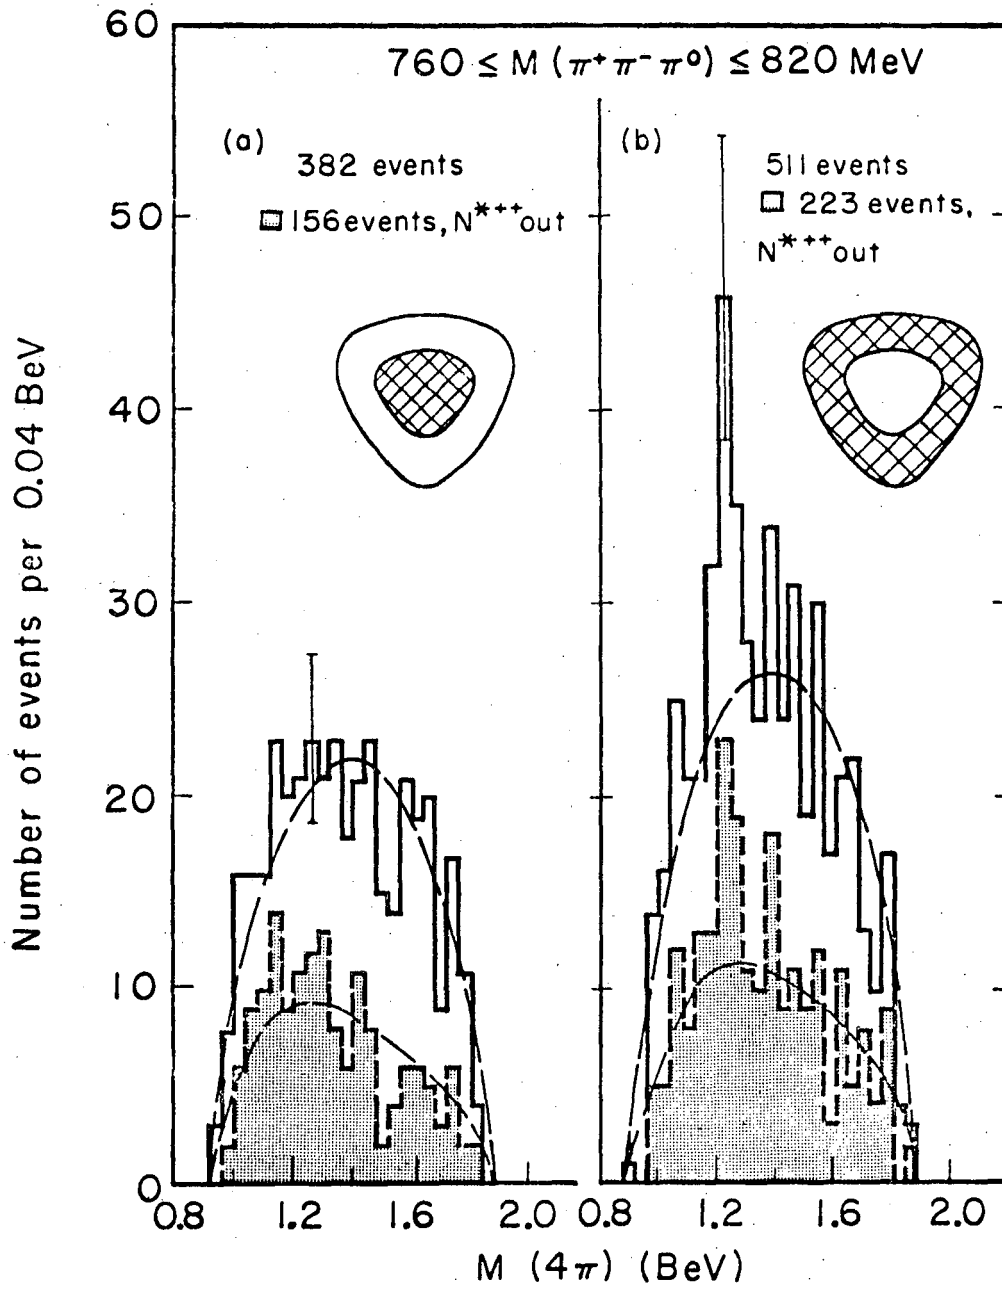 760 ≤ M (π⁺π⁻π⁰) ≤ 820 MeV
(a)
382 events
156 events, N*⁺⁺ out
(b)
511 events
223 events,
N*⁺⁺ out
Number of events per 0.04 BeV
60
50
40
30
20
10
0
0.8 1.2 1.6 2.0 0.8 1.2 1.6 2.0
M (4π) (BeV)